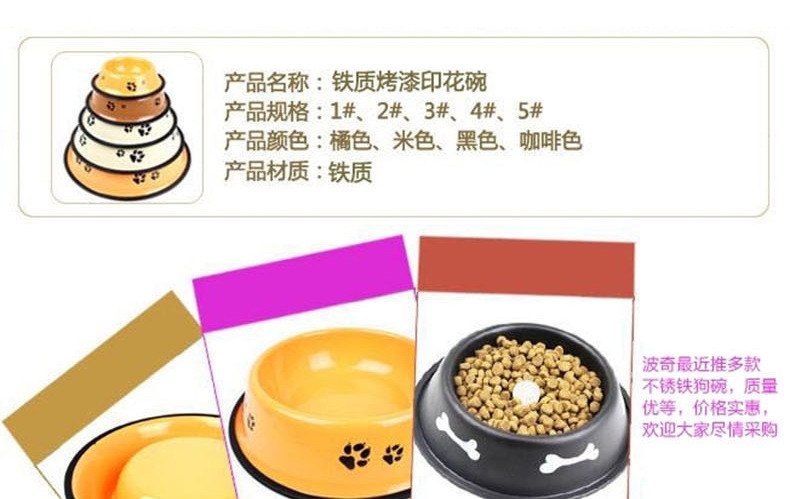 产品名称：铁质烤漆印花碗
产品规格：1#、2#、3#、4#、5#
产品颜色：橘色、米色、黑色、咖啡色
产品材质：铁质
波奇最近推多款
不锈铁狗碗，质量
优等，价格实惠，
欢迎大家尽情采购